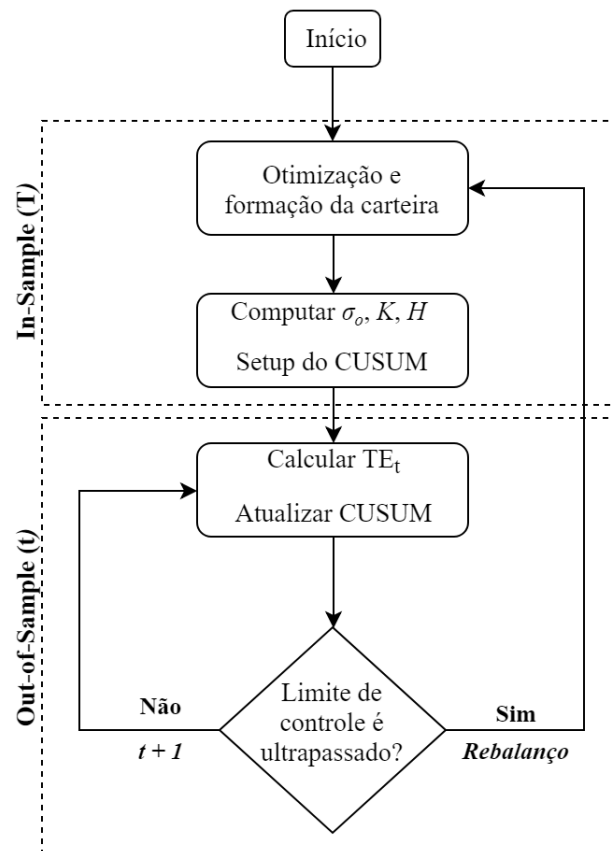 Início
In-Sample (T)
Otimização e
formação da carteira
Computar σo, K, H
Setup do CUSUM
Out-of-Sample (t)
Calcular TEt
Atualizar CUSUM
Limite de
controle é
ultrapassado?
Não
t + 1
Sim
Rebalanço